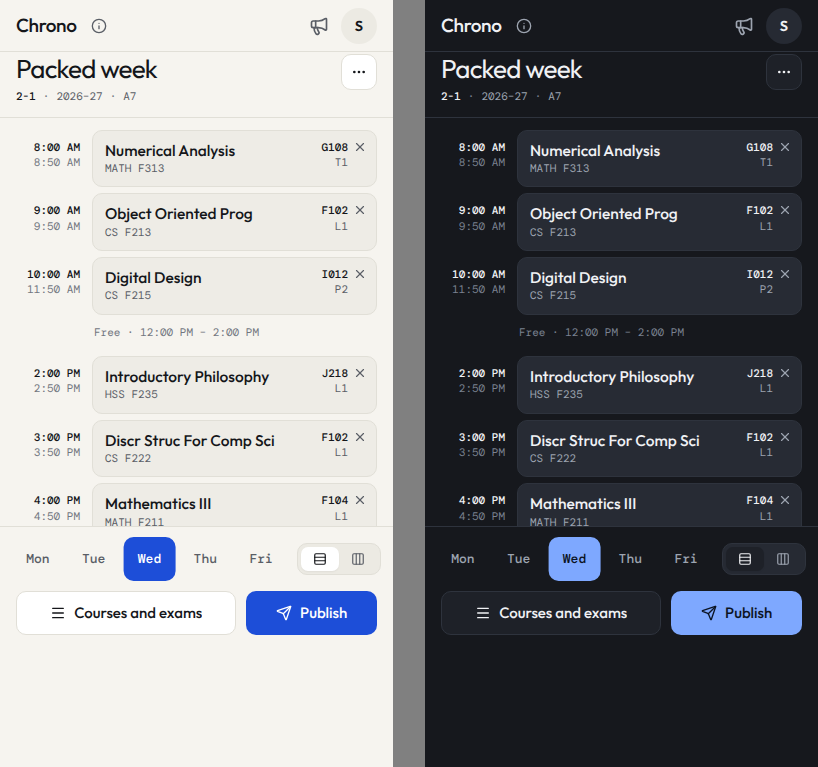 Chrono
S
Packed week
2-1 · 2026-27 · A7
8:00 AM Numerical Analysis G108
8:50 AM MATH F313 T1
9:00 AM Object Oriented Prog F102
9:50 AM CS F213 L1
10:00 AM Digital Design I012
11:50 AM CS F215 P2
Free · 12:00 PM - 2:00 PM
2:00 PM Introductory Philosophy J218
2:50 PM HSS F235 L1
3:00 PM Discr Struc For Comp Sci F102
3:50 PM CS F222 L1
4:00 PM Mathematics III F104
4:50 PM MATH F211 L1
Mon Tue Wed Thu Fri
Courses and exams Publish
Chrono
S
Packed week
2-1 · 2026-27 · A7
8:00 AM Numerical Analysis G108
8:50 AM MATH F313 T1
9:00 AM Object Oriented Prog F102
9:50 AM CS F213 L1
10:00 AM Digital Design I012
11:50 AM CS F215 P2
Free · 12:00 PM - 2:00 PM
2:00 PM Introductory Philosophy J218
2:50 PM HSS F235 L1
3:00 PM Discr Struc For Comp Sci F102
3:50 PM CS F222 L1
4:00 PM Mathematics III F104
4:50 PM MATH F211 L1
Mon Tue Wed Thu Fri
Courses and exams Publish